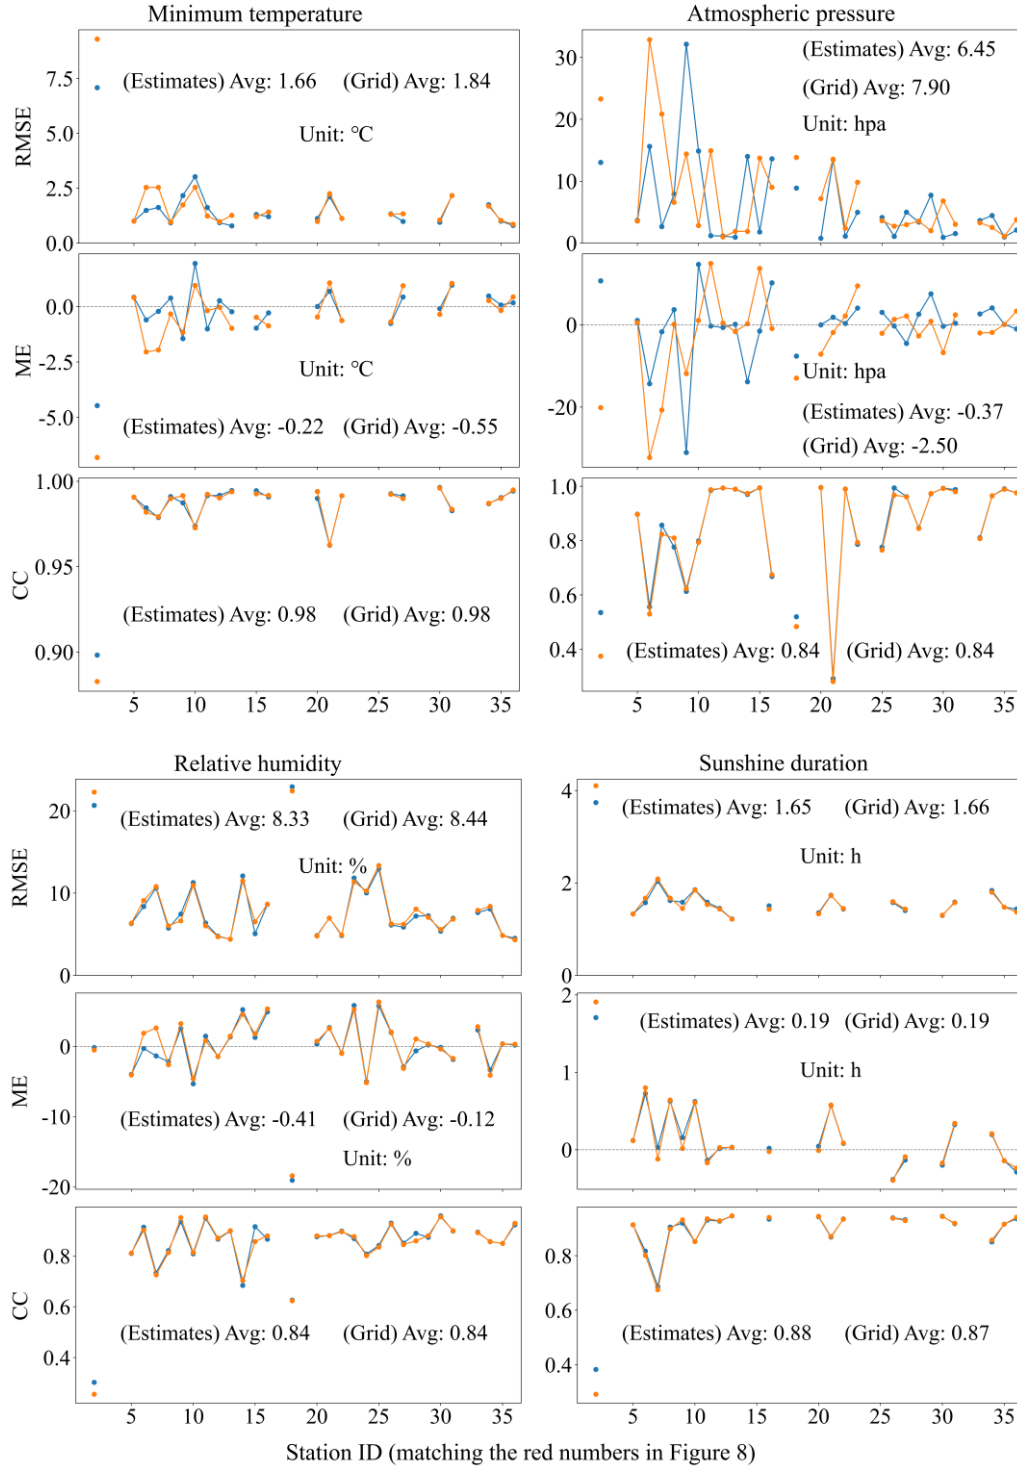 Minimum temperature
RMSE
7.5
5.0
2.5
0.0
(Estimates) Avg: 1.66 (Grid) Avg: 1.84
Unit: °C
ME
0.0
-2.5
-5.0
Unit: °C
(Estimates) Avg: -0.22 (Grid) Avg: -0.55
CC
1.00
0.95
0.90
(Estimates) Avg: 0.98 (Grid) Avg: 0.98
5 10 15 20 25 30 35
Atmospheric pressure
30
20
10
0
(Estimates) Avg: 6.45
(Grid) Avg: 7.90
Unit: hpa
0
-20
Unit: hpa
(Estimates) Avg: -0.37
(Grid) Avg: -2.50
1.0
0.8
0.6
0.4
(Estimates) Avg: 0.84 (Grid) Avg: 0.84
5 10 15 20 25 30 35
Relative humidity
RMSE
20
10
0
(Estimates) Avg: 8.33 (Grid) Avg: 8.44
Unit: %
ME
0
-10
-20
(Estimates) Avg: -0.41 (Grid) Avg: -0.12
Unit: %
CC
0.8
0.6
0.4
(Estimates) Avg: 0.84 (Grid) Avg: 0.84
5 10 15 20 25 30 35
Sunshine duration
4
2
0
(Estimates) Avg: 1.65 (Grid) Avg: 1.66
Unit: h
2
1
0
(Estimates) Avg: 0.19 (Grid) Avg: 0.19
Unit: h
0.8
0.6
0.4
(Estimates) Avg: 0.88 (Grid) Avg: 0.87
5 10 15 20 25 30 35
Station ID (matching the red numbers in Figure 8)